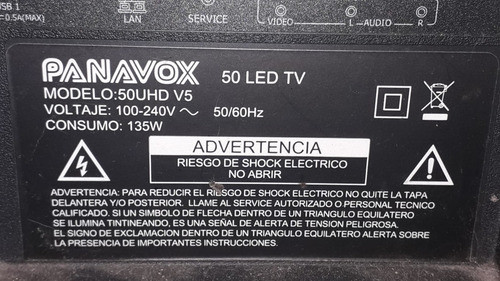 USB 1
=0.5A(MAX)
LAN
SERVICE
VIDEO
L - AUDIO - R
PANAVOX 50 LED TV
MODELO:50UHD V5
VOLTAJE: 100-240V ~ 50/60Hz
CONSUMO: 135W
ADVERTENCIA
RIESGO DE SHOCK ELECTRICO
NO ABRIR
ADVERTENCIA: PARA REDUCIR EL RIESGO DE SHOCK ELECTRICO NO QUITE LA TAPA
DELANTERA Y/O POSTERIOR. LLAME AL SERVICIO AUTORIZADO O PERSONAL TECNICO
CALIFICADO. SI UN SIMBOLO DE FLECHA DENTRO DE UN TRIANGULO EQUILATERO
SE ILUMINA TINTINEANDO, ES UNA SEÑAL DE ALERTA DE TENSION PELIGROSA.
EL SIGNO DE EXCLAMACION DENTRO DE UN TRIANGULO EQUILATERO ALERTA SOBRE
LA PRESENCIA DE IMPORTANTES INSTRUCCIONES.